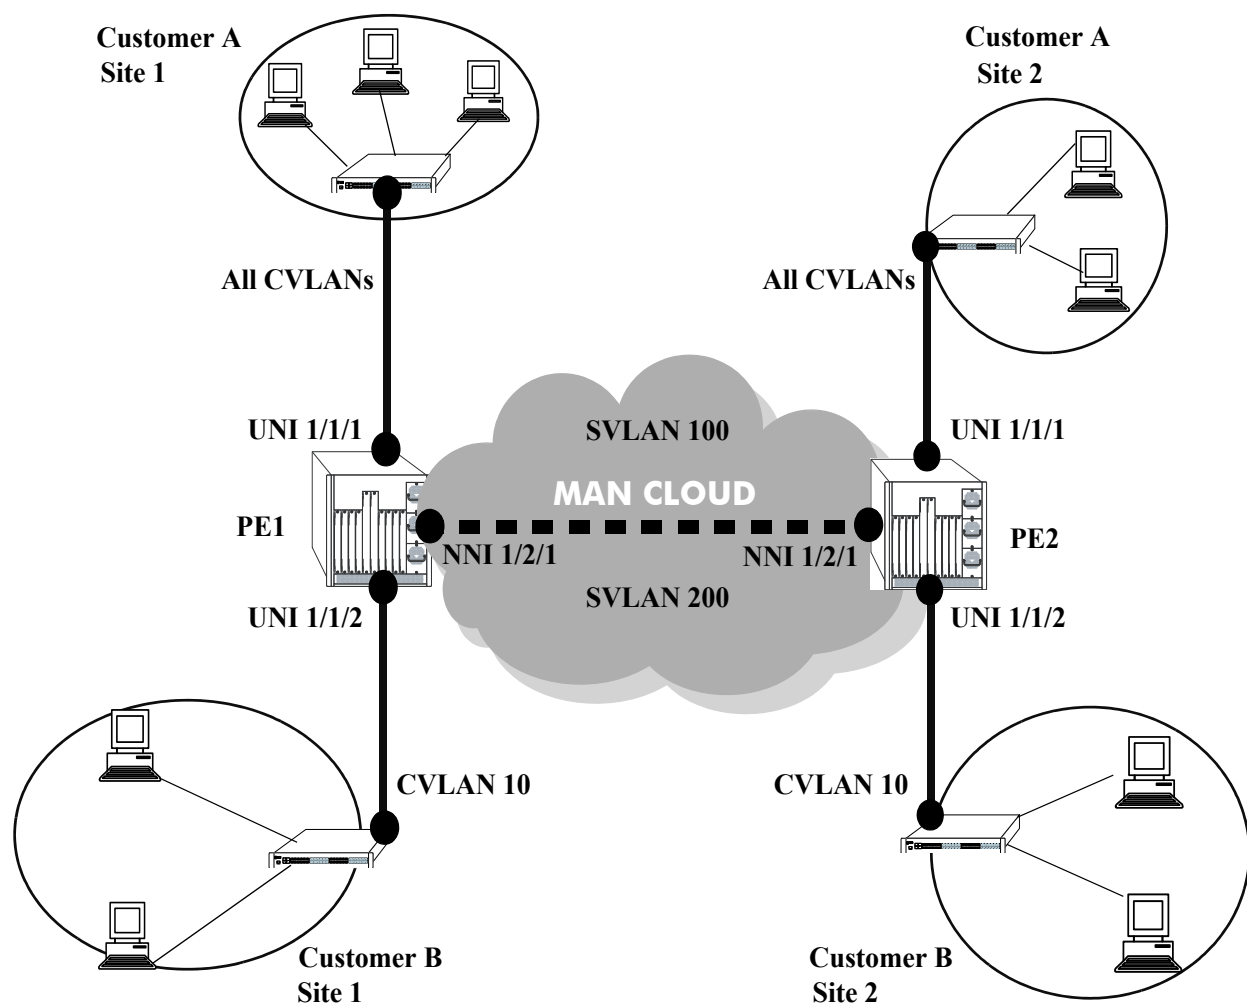 Customer A
Site 1
Customer A
Site 2
All CVLANs
All CVLANs
UNI 1/1/1
SVLAN 100
UNI 1/1/1
MAN CLOUD
PE1
PE2
NNI 1/2/1
NNI 1/2/1
UNI 1/1/2
SVLAN 200
UNI 1/1/2
CVLAN 10
CVLAN 10
Customer B
Site 1
Customer B
Site 2